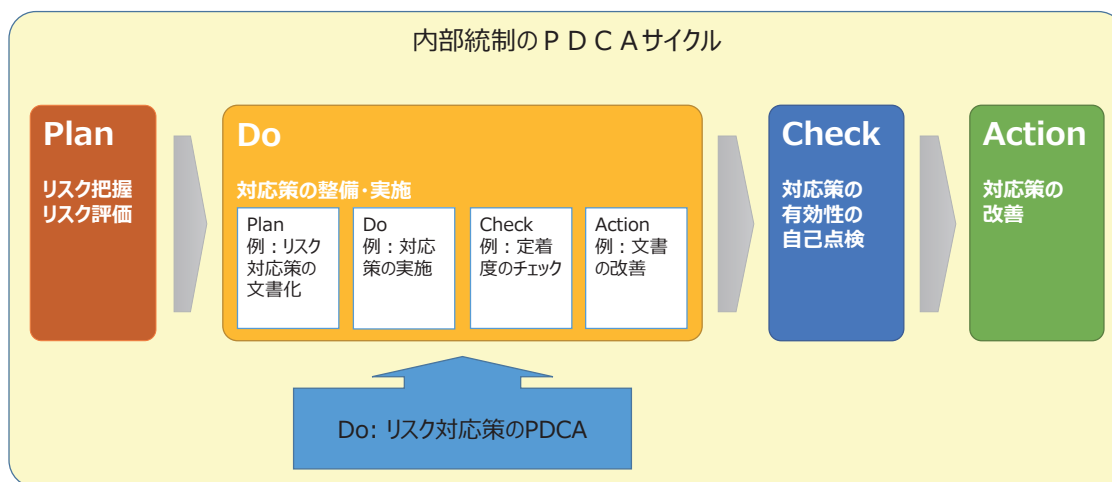 内部統制のＰＤＣＡサイクル
Plan
リスク把握
リスク評価
Do
対応策の整備・実施
Plan
例：リスク
対応策の
文書化
Do
例：対応
策の実施
Check
例：定着
度のチェック
Action
例：文書
の改善
Check
対応策の
有効性の
自己点検
Action
対応策の
改善
Do: リスク対応策のPDCA